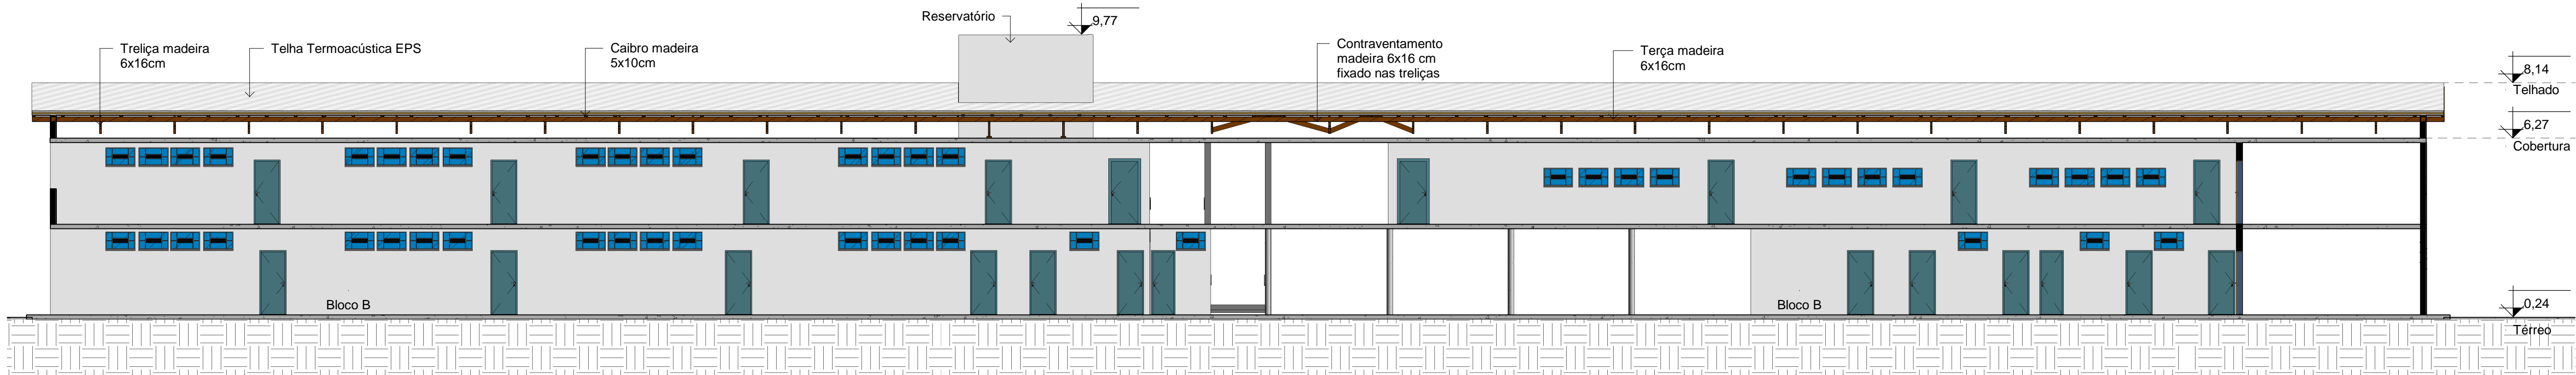 Reservatório
9,77
Treliça madeira
6x16cm
Telha Termoacústica EPS
Caibro madeira
5x10cm
Contraventamento
madeira 6x16 cm
fixado nas treliças
Terça madeira
6x16cm
8,14
Telhado
6,27
Cobertura
Bloco B
Bloco B
0,24
Térreo